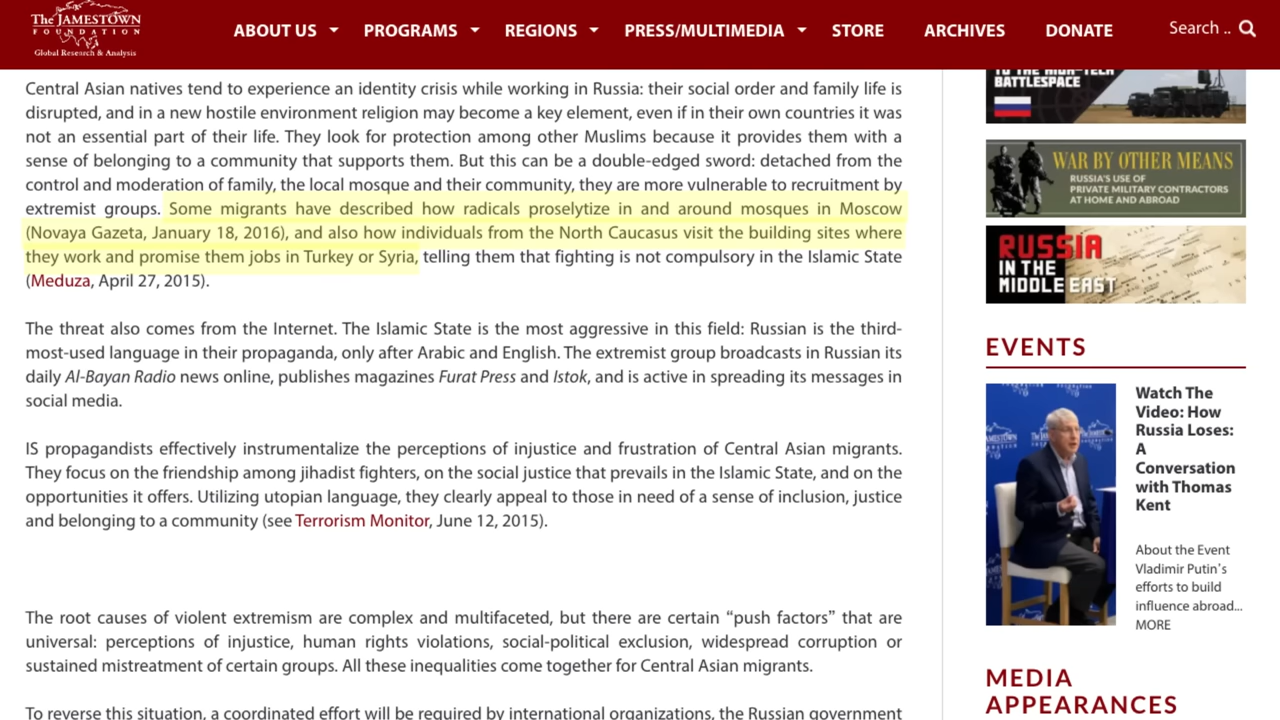 The JAMESTOWN
FOUNDATION
Global Research & Analysis
ABOUT US
PROGRAMS
REGIONS
PRESS/MULTIMEDIA
STORE
ARCHIVES
DONATE
Search ..
Central Asian natives tend to experience an identity crisis while working in Russia: their social order and family life is
disrupted, and in a new hostile environment religion may become a key element, even if in their own countries it was
not an essential part of their life. They look for protection among other Muslims because it provides them with a
sense of belonging to a community that supports them. But this can be a double-edged sword: detached from the
control and moderation of family, the local mosque and their community, they are more vulnerable to recruitment by
extremist groups. Some migrants have described how radicals proselytize in and around mosques in Moscow
(Novaya Gazeta, January 18, 2016), and also how individuals from the North Caucasus visit the building sites where
they work and promise them jobs in Turkey or Syria, telling them that fighting is not compulsory in the Islamic State
(Meduza, April 27, 2015).
The threat also comes from the Internet. The Islamic State is the most aggressive in this field: Russian is the third-
most-used language in their propaganda, only after Arabic and English. The extremist group broadcasts in Russian its
daily Al-Bayan Radio news online, publishes magazines Furat Press and Istok, and is active in spreading its messages in
social media.
IS propagandists effectively instrumentalize the perceptions of injustice and frustration of Central Asian migrants.
They focus on the friendship among jihadist fighters, on the social justice that prevails in the Islamic State, and on the
opportunities it offers. Utilizing utopian language, they clearly appeal to those in need of a sense of inclusion, justice
and belonging to a community (see Terrorism Monitor, June 12, 2015).
The root causes of violent extremism are complex and multifaceted, but there are certain “push factors” that are
universal: perceptions of injustice, human rights violations, social-political exclusion, widespread corruption or
sustained mistreatment of certain groups. All these inequalities come together for Central Asian migrants.
To reverse this situation, a coordinated effort will be required by international organizations, the Russian government
TO THE HIGH-TECH
BATTLESPACE
WAR BY OTHER MEANS
RUSSIA'S USE OF
PRIVATE MILITARY CONTRACTORS
AT HOME AND ABROAD
RUSSIA
IN THE
MIDDLE EAST
EVENTS
Watch The
Video: How
Russia Loses:
A
Conversation
with Thomas
Kent
About the Event
Vladimir Putin's
efforts to build
influence abroad...
MORE
MEDIA
APPEARANCES